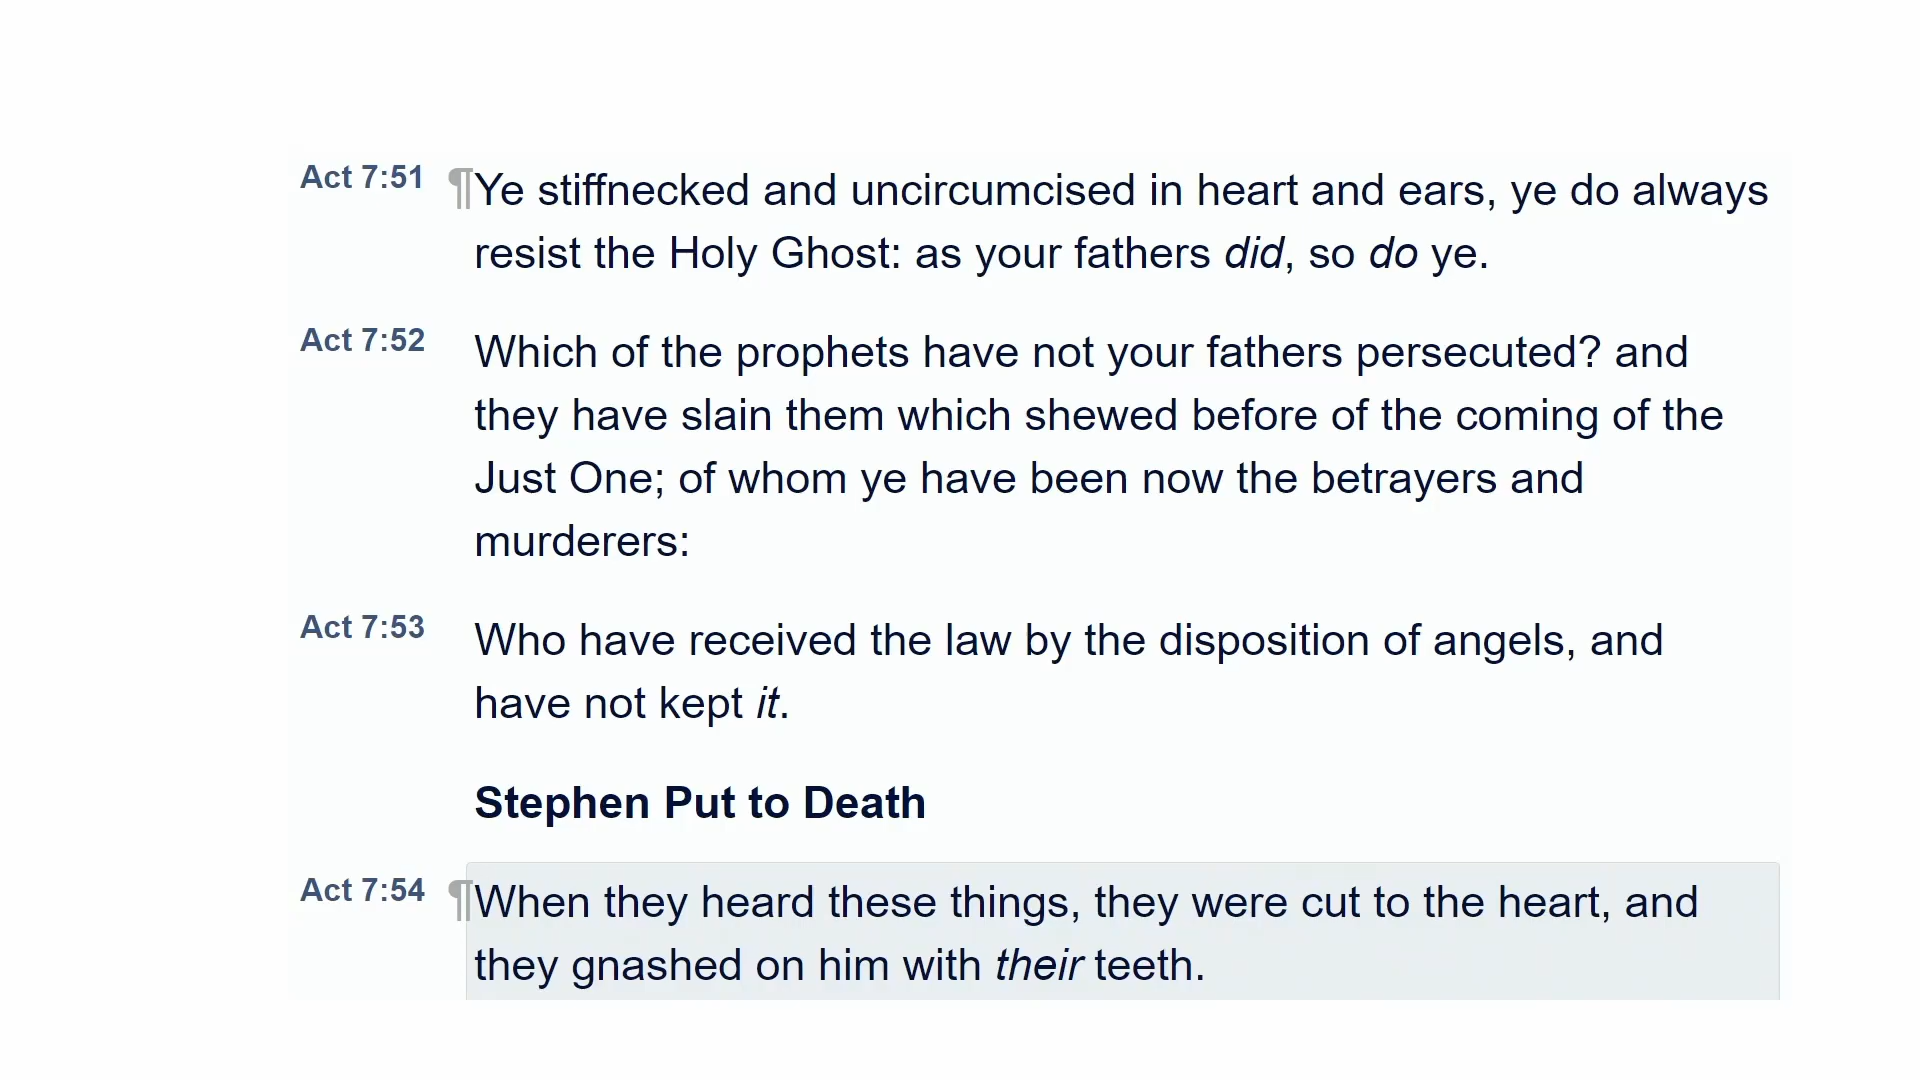 Act 7:51 ¶Ye stiffnecked and uncircumcised in heart and ears, ye do always
resist the Holy Ghost: as your fathers did, so do ye.
Act 7:52 Which of the prophets have not your fathers persecuted? and
they have slain them which shewed before of the coming of the
Just One; of whom ye have been now the betrayers and
murderers:
Act 7:53 Who have received the law by the disposition of angels, and
have not kept it.
Stephen Put to Death
Act 7:54 ¶When they heard these things, they were cut to the heart, and
they gnashed on him with their teeth.